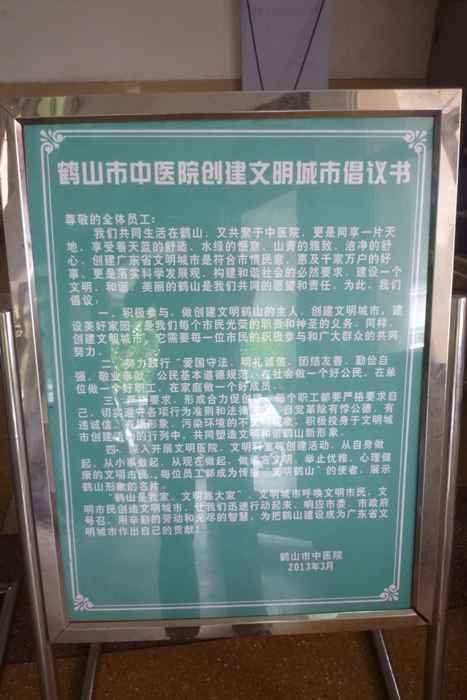 鹤山市中医院创建文明城市倡议书
尊敬的全体员工：
我们共同生活在鹤山，又共聚于中医院，更是同享一片天
地，享受着天蓝的舒适，水绿的惬意，山青的雅致，洁净的舒
心。创建广东省文明城市是符合市情民意，惠及千家万户的好
事，更是落实科学发展观，构建和谐社会的必然要求，建设一个
文明、和谐、美丽的鹤山是我们共同的愿望和责任。为此，我们
倡议：
一、积极参与，做创建文明鹤山的主人。创建文明城市，建
设美好家园，是我们每个市民光荣的职责和神圣的义务。同样，
创建文明城市，它需要每一位市民的积极参与和广大群众的共同
努力。
二、努力践行“爱国守法，明礼诚信，团结友善，勤俭自
强，敬业奉献”公民基本道德规范，在社会做一个好公民，在单
位做一个好职工，在家庭做一个好成员。
三、严格要求，形成合力促创建。每个职工都要严格要求自
己，切实遵守各项行为准则和法律，自觉革除有悖公德、有
违诚信、有损形象、污染环境的不文明现象，积极投身于文明城
市创建活动的行列中，共同塑造文明和谐鹤山新形象。
四、深入开展文明医院、文明科室等创建活动，从自身做
起，从小事做起，从现在做起，做语言文明、举止优雅、心理健
康的文明市民，每位员工都成为传播“文明鹤山”的使者、展示
鹤山形象的名片。
“鹤山是我家，文明靠大家”，文明城市呼唤文明市民，文
明市民创造文明城市，让我们迅速行动起来，响应市委、市政府
号召，用辛勤的劳动和无尽的智慧，为把鹤山建设成为广东省文
明城市作出自己的贡献！
鹤山市中医院
2013年3月